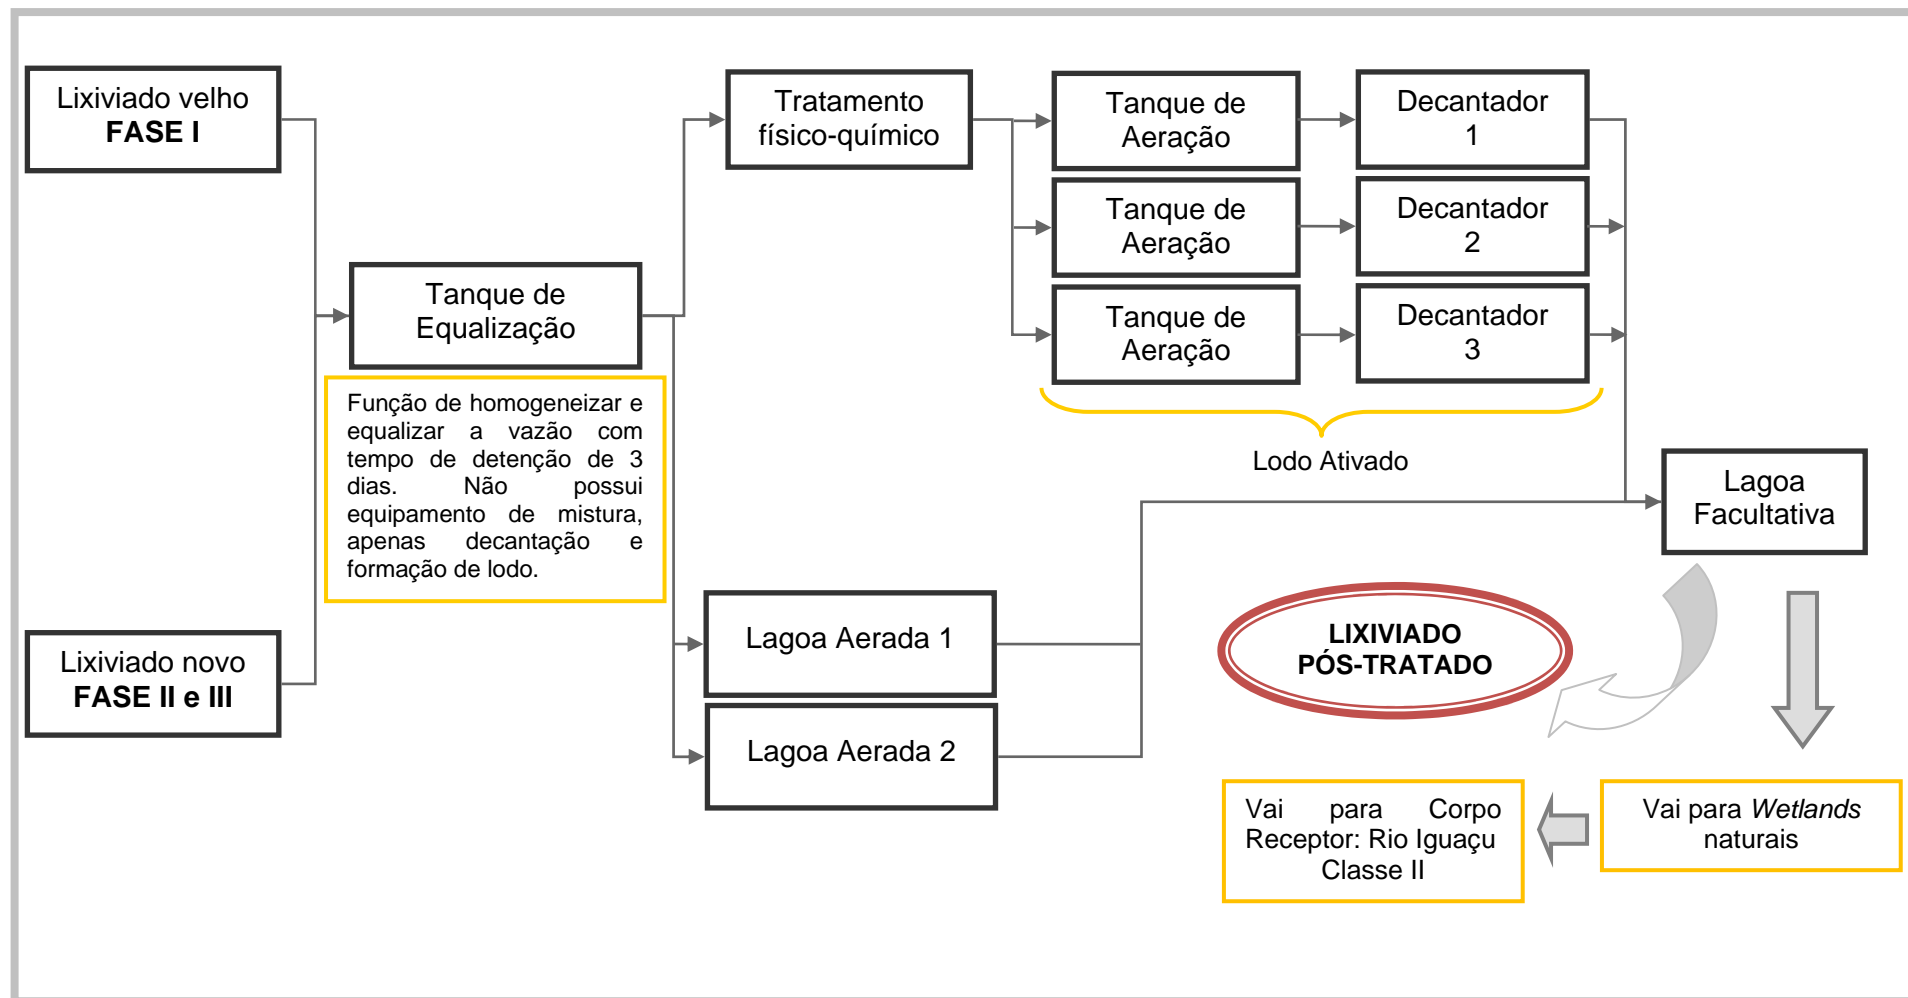 Lixiviado velho
FASE I
Tratamento
físico-químico
Tanque de
Aeração
Decantador
1
Tanque de
Aeração
Decantador
2
Tanque de
Aeração
Decantador
3
Tanque de
Equalização
Função de homogeneizar e
equalizar a vazão com
tempo de detenção de 3
dias. Não possui
equipamento de mistura,
apenas decantação e
formação de lodo.
Lodo Ativado
Lagoa
Facultativa
Lixiviado novo
FASE II e III
Lagoa Aerada 1
Lagoa Aerada 2
LIXIVIADO
PÓS-TRATADO
Vai para Corpo
Receptor: Rio Iguaçu
Classe II
Vai para Wetlands
naturais